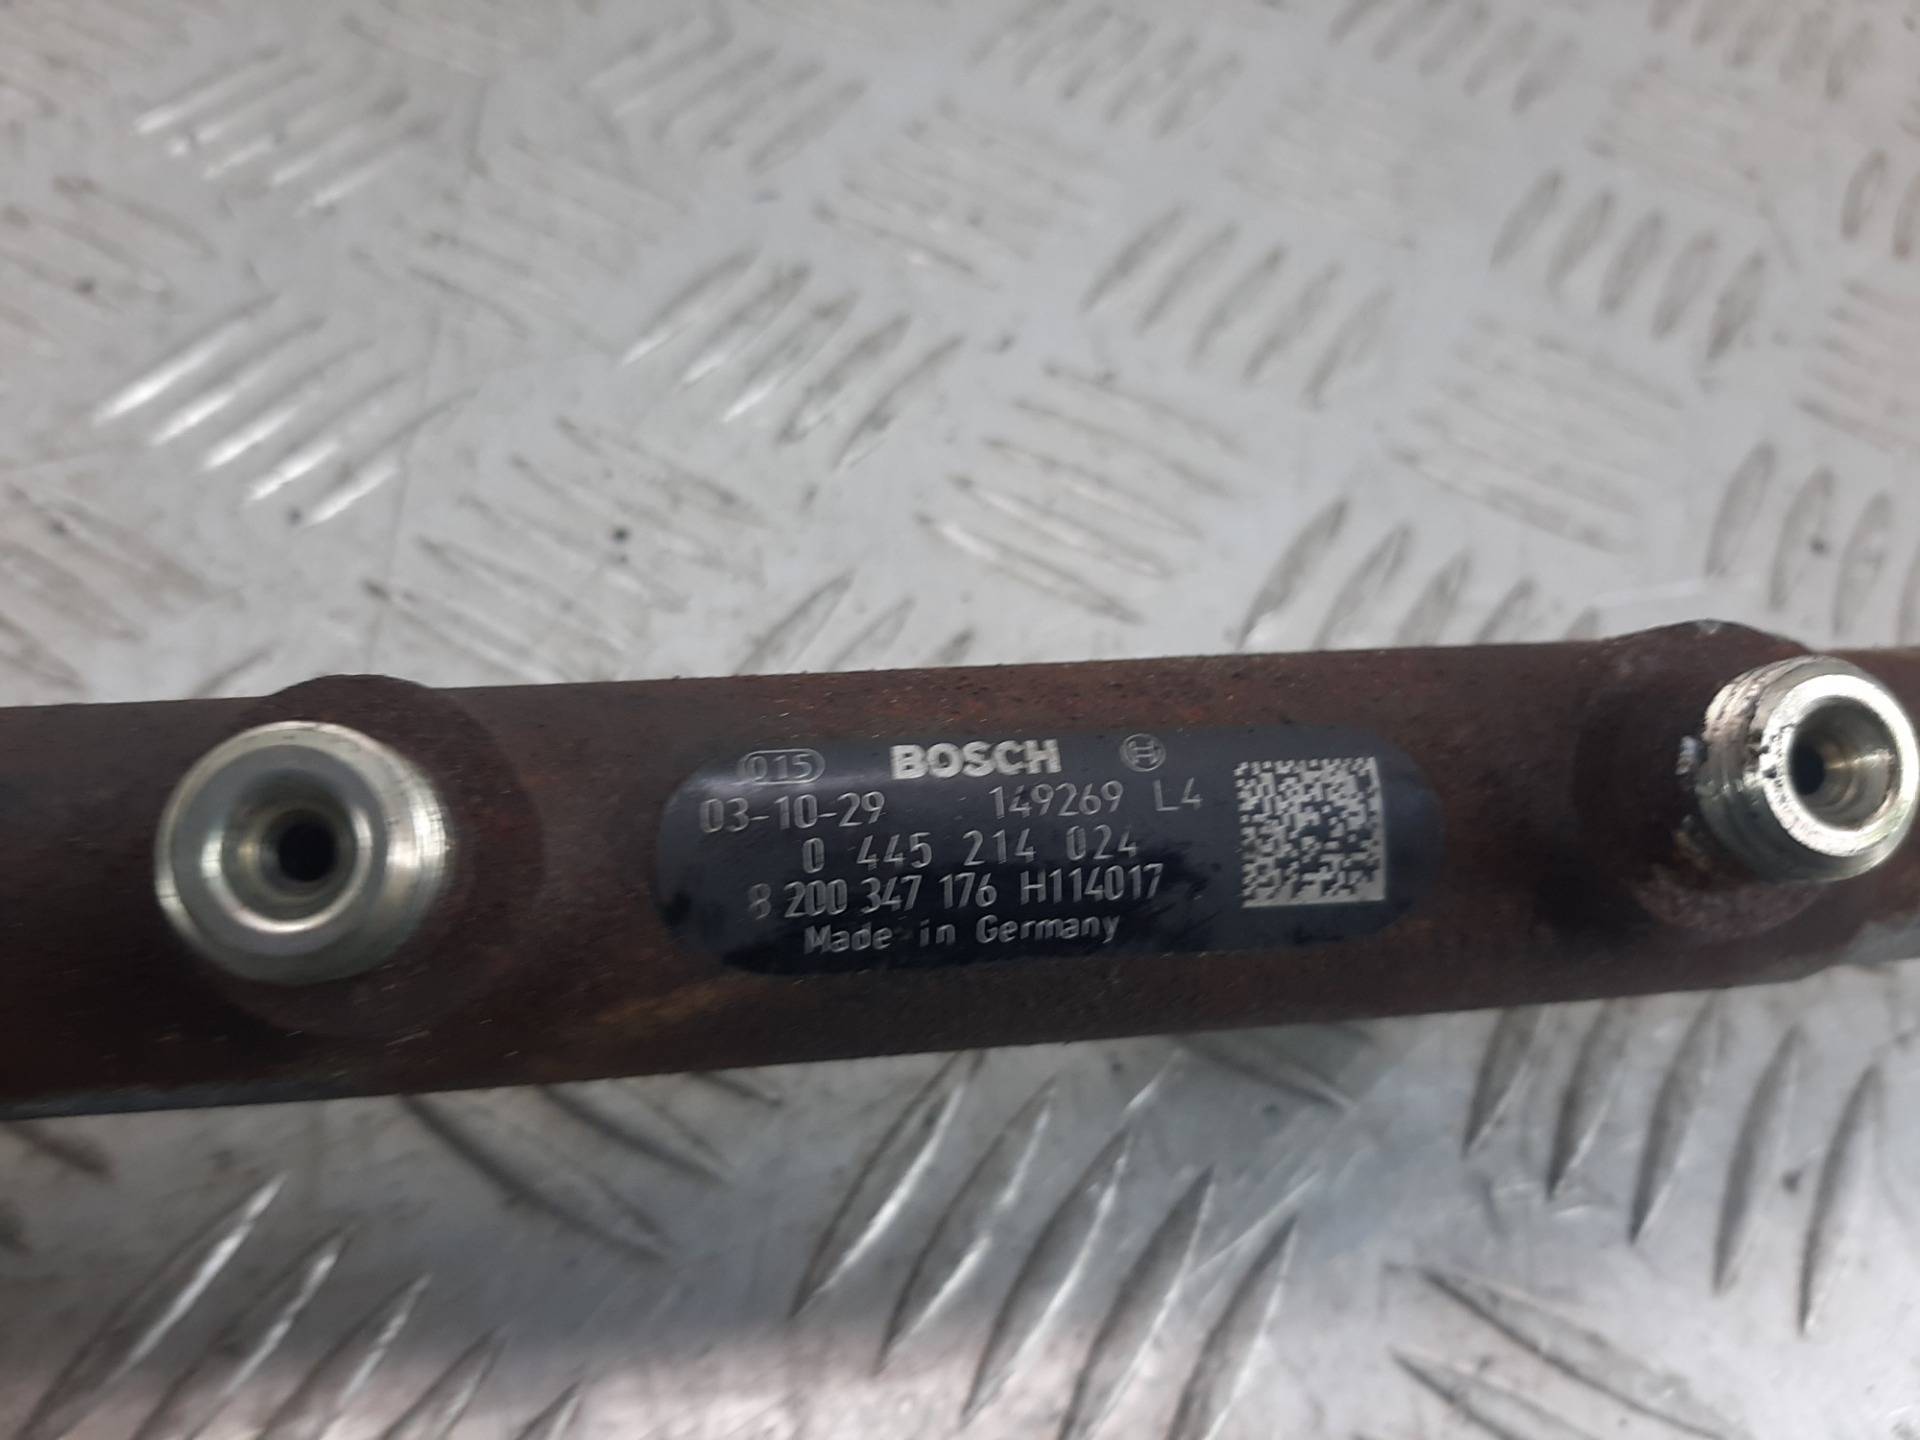 015 BOSCH
03-10-29 149269 L4
0 445 214 024
8 200 347 176 H114017
Made in Germany